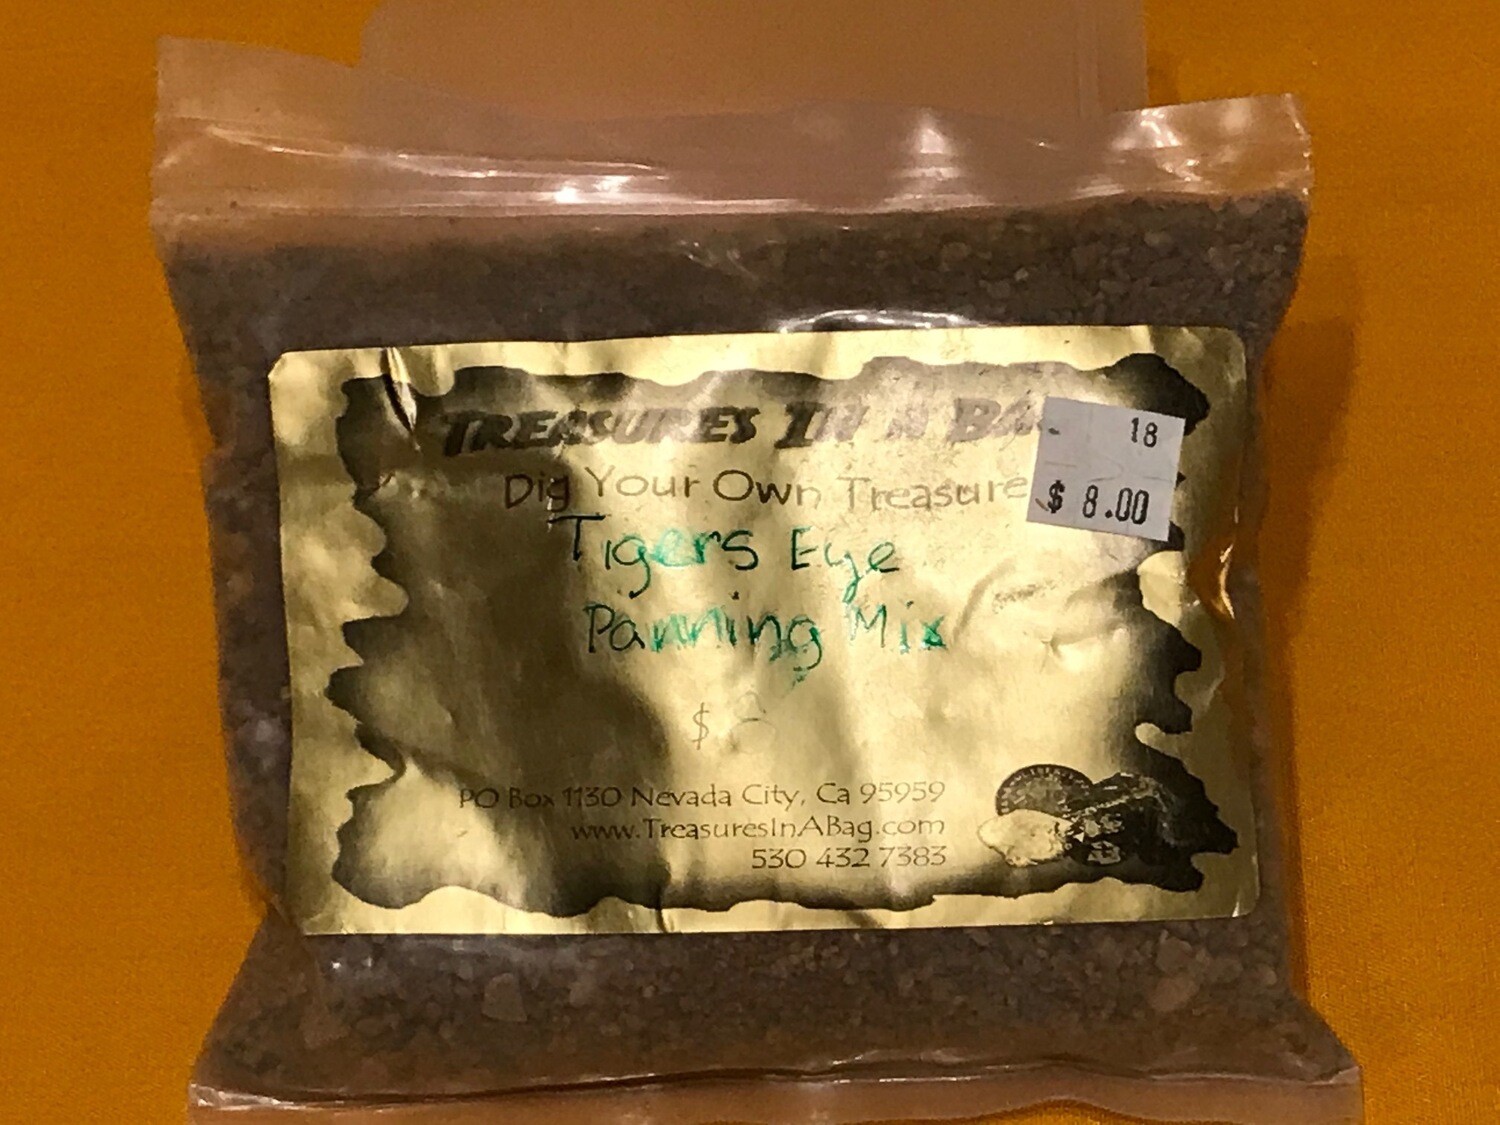 TREASURES IN A BA
18
Dig Your Own Treasure
$ 8.00
Tigers Eye
Panning Mix
$
PO Box 1130 Nevada City, Ca 95959
www.TreasuresInABag.com
530 432 7383